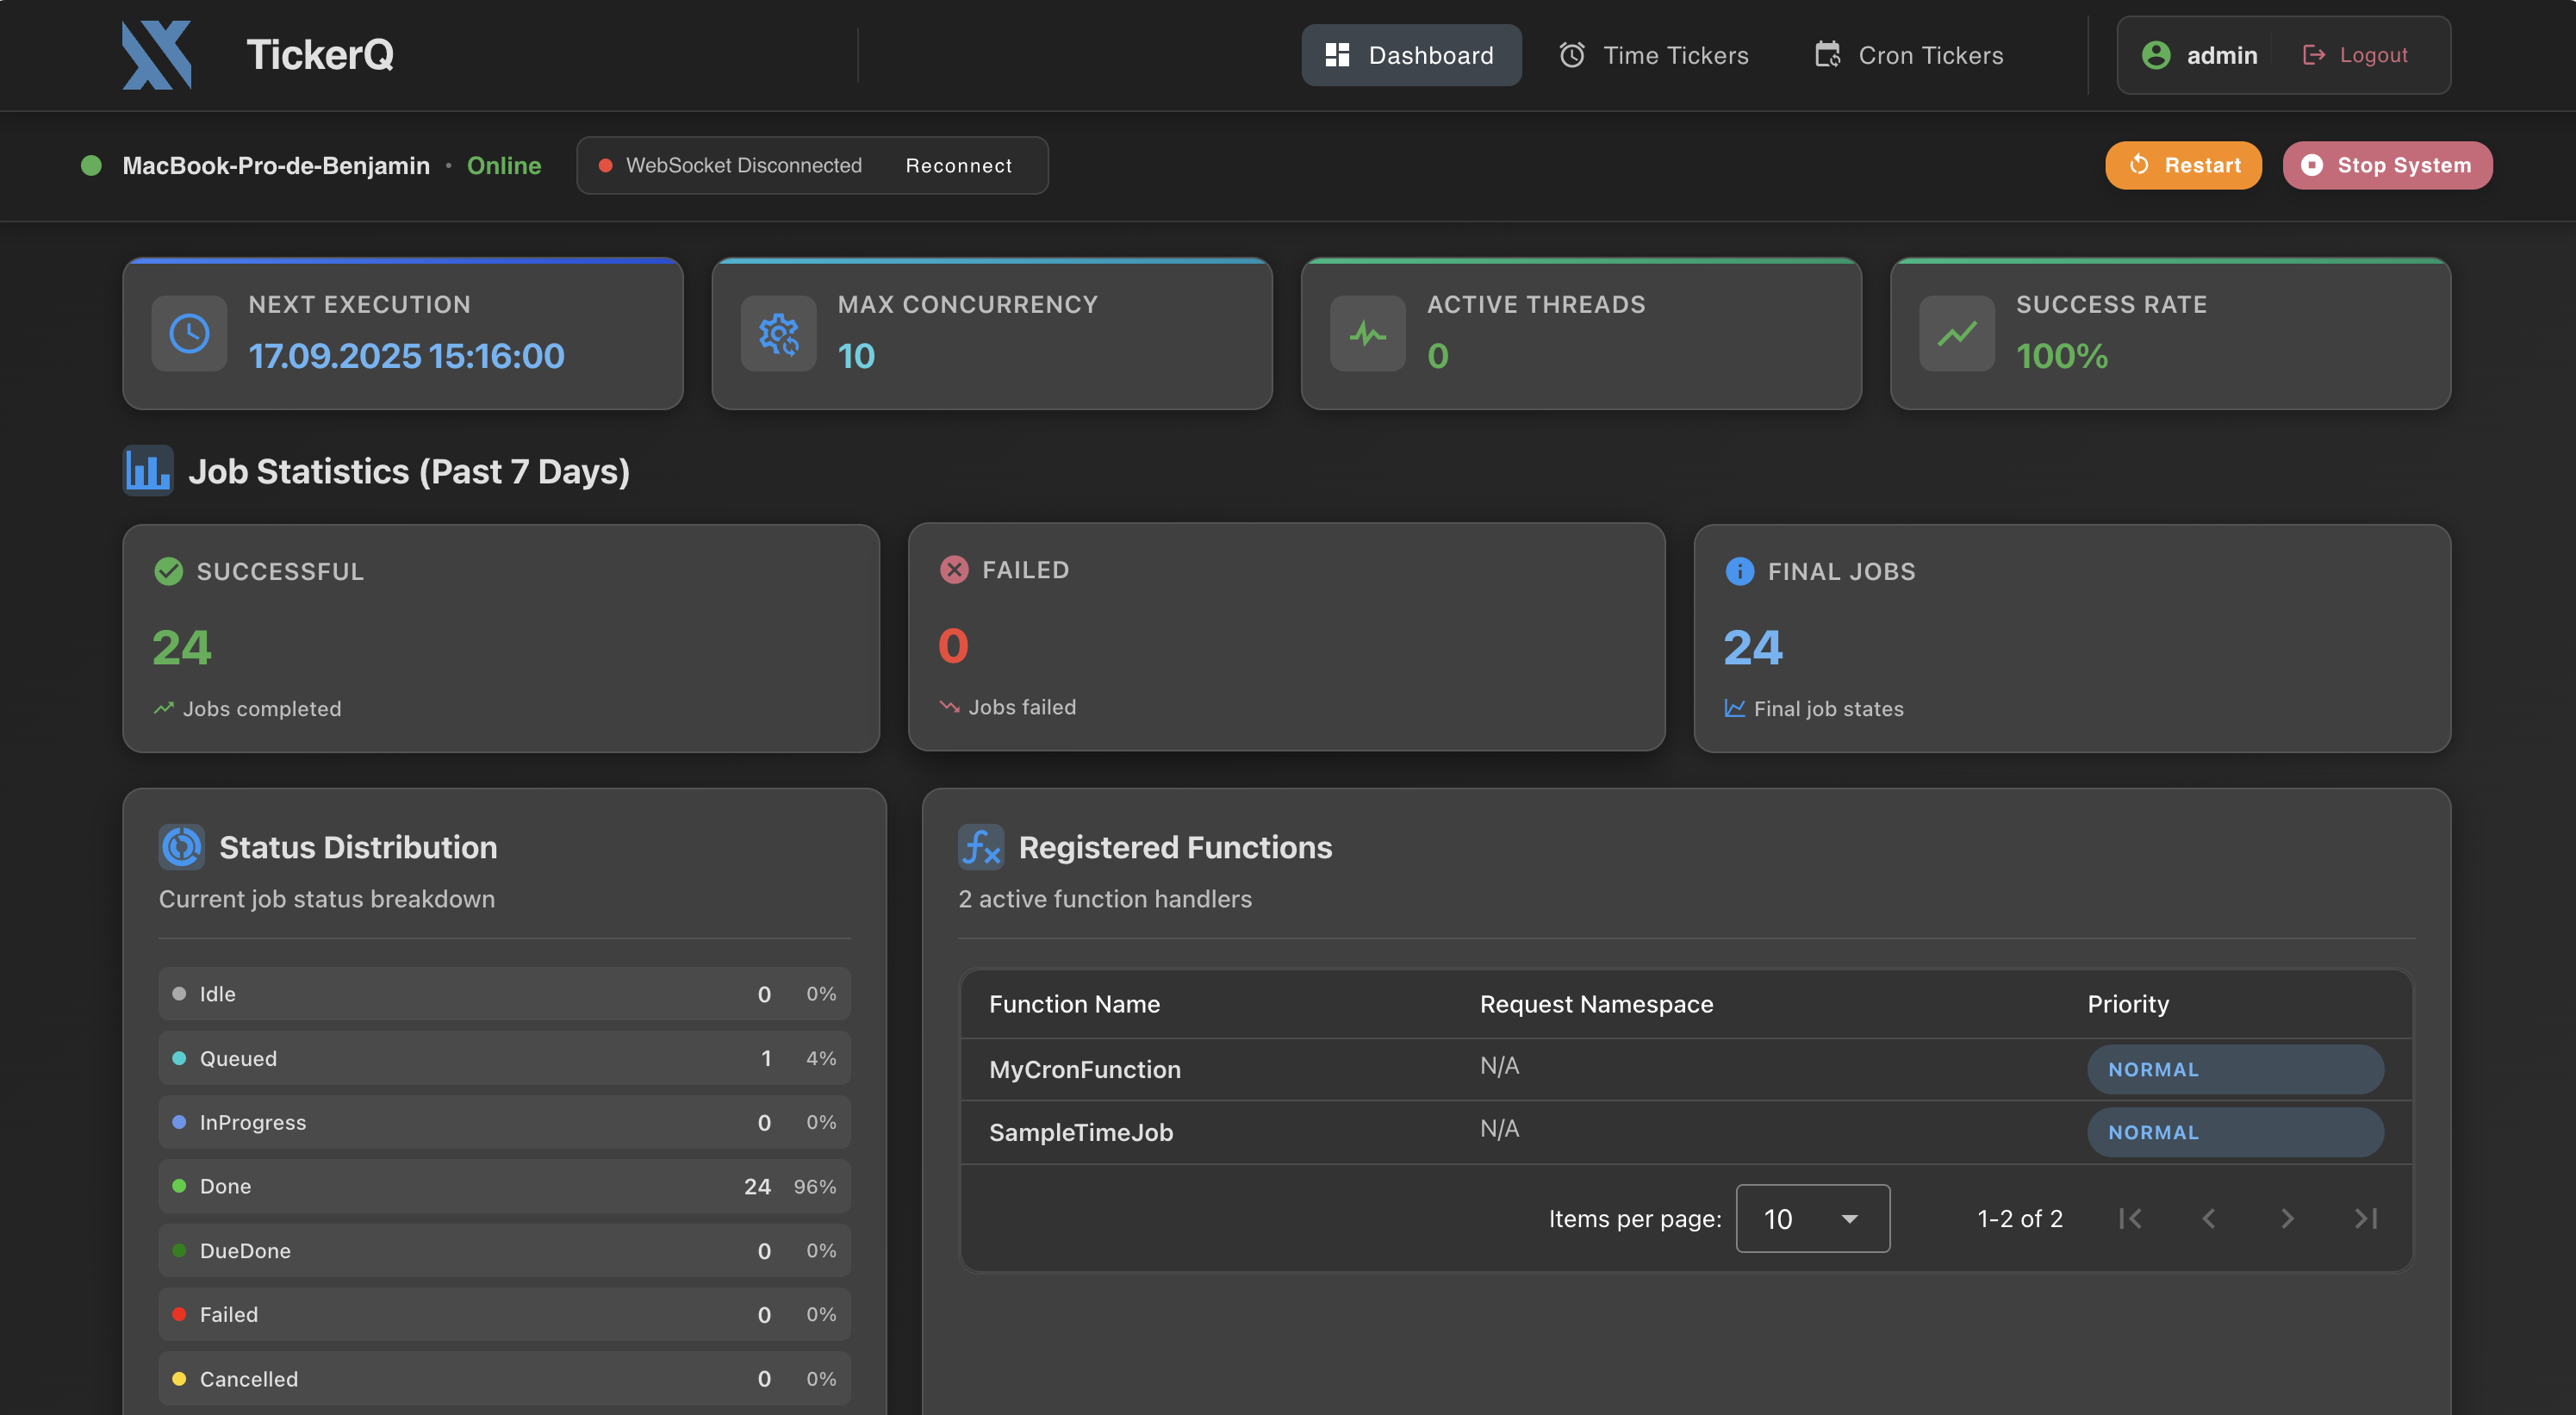 TickerQ
Dashboard
Time Tickers
Cron Tickers
admin
Logout
MacBook-Pro-de-Benjamin • Online
WebSocket Disconnected
Reconnect
Restart
Stop System
NEXT EXECUTION
17.09.2025 15:16:00
MAX CONCURRENCY
10
ACTIVE THREADS
0
SUCCESS RATE
100%
Job Statistics (Past 7 Days)
SUCCESSFUL
24
Jobs completed
FAILED
0
Jobs failed
FINAL JOBS
24
Final job states
Status Distribution
Current job status breakdown
Idle 0 0%
Queued 1 4%
InProgress 0 0%
Done 24 96%
DueDone 0 0%
Failed 0 0%
Cancelled 0 0%
Registered Functions
2 active function handlers
Function Name Request Namespace Priority
MyCronFunction N/A NORMAL
SampleTimeJob N/A NORMAL
Items per page: 10 1-2 of 2